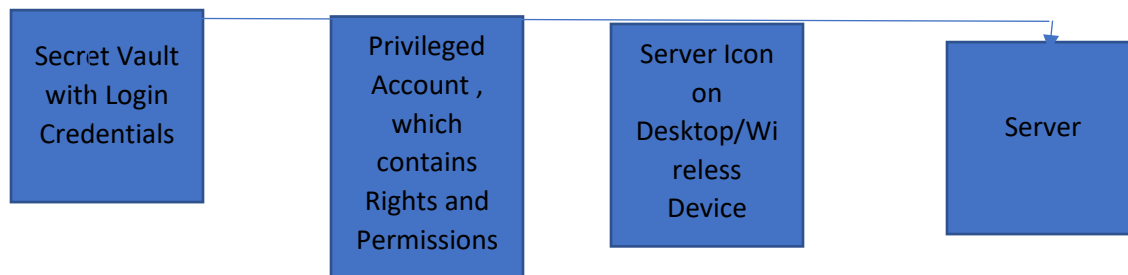 Secret Vault
with Login
Credentials
Privileged
Account ,
which
contains
Rights and
Permissions
Server Icon
on
Desktop/Wi
reless
Device
Server